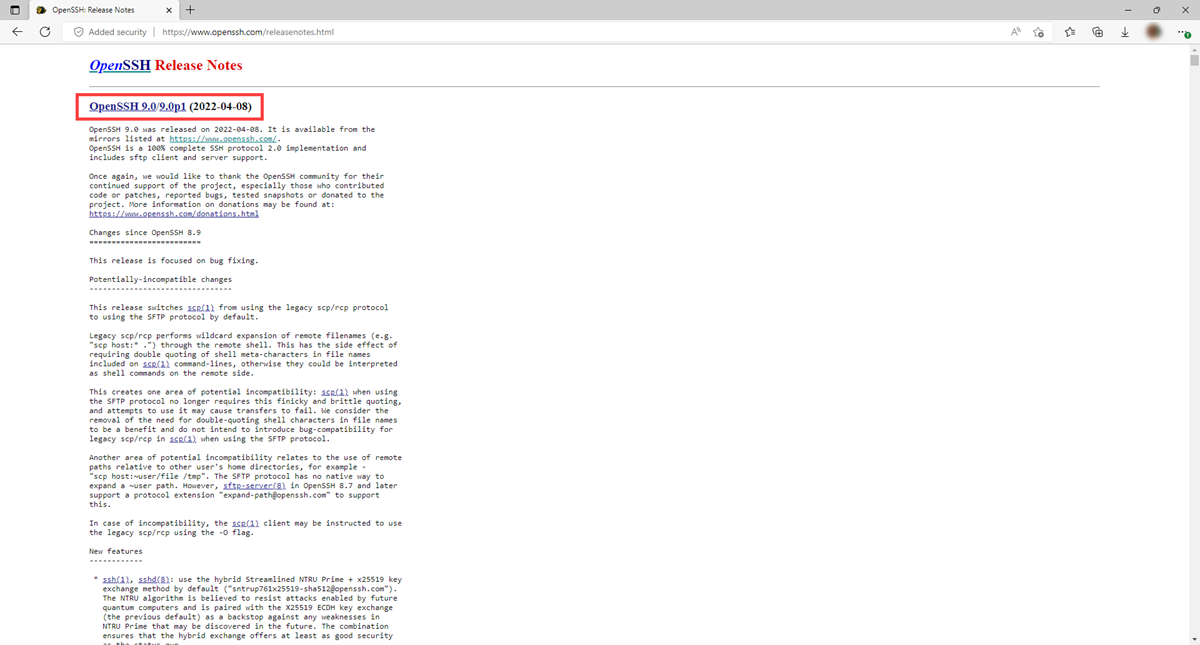 OpenSSH: Release Notes
Added security
https://www.openssh.com/releasenotes.html
OpenSSH Release Notes
OpenSSH 9.0/9.0p1 (2022-04-08)
OpenSSH 9.0 was released on 2022-04-08. It is available from the
mirrors listed at https://www.openssh.com/.
OpenSSH is a 100% complete SSH protocol 2.0 implementation and
includes sftp client and server support.
Once again, we would like to thank the OpenSSH community for their
continued support of the project, especially those who contributed
code or patches, reported bugs, tested snapshots or donated to the
project. More information on donations may be found at:
https://www.openssh.com/donations.html
Changes since OpenSSH 8.9
=========================
This release is focused on bug fixing.
Potentially-incompatible changes
--------------------------------
This release switches scp(1) from using the legacy scp/rcp protocol
to using the SFTP protocol by default.
Legacy scp/rcp performs wildcard expansion of remote filenames (e.g.
"scp host:* .") through the remote shell. This has the side effect of
requiring double quoting of shell meta-characters in file names
included on scp(1) command-lines, otherwise they could be interpreted
as shell commands on the remote side.
This creates one area of potential incompatibility: scp(1) when using
the SFTP protocol no longer requires this finicky and brittle quoting,
and attempts to use it may cause transfers to fail. We consider the
removal of the need for double-quoting shell characters in file names
to be a benefit and do not intend to introduce bug-compatibility for
legacy scp/rcp in scp(1) when using the SFTP protocol.
Another area of potential incompatibility relates to the use of remote
paths relative to other user's home directories, for example -
"scp host:~user/file /tmp". The SFTP protocol has no native way to
expand a ~user path. However, sftp-server(8) in OpenSSH 8.7 and later
support a protocol extension "expand-path@openssh.com" to support
this.
In case of incompatibility, the scp(1) client may be instructed to use
the legacy scp/rcp using the -O flag.
New features
------------
* ssh(1), sshd(8): use the hybrid Streamlined NTRU Prime + x25519 key
exchange method by default ("sntrup761x25519-sha512@openssh.com").
The NTRU algorithm is believed to resist attacks enabled by future
quantum computers and is paired with the X25519 ECDH key exchange
(the previous default) as a backstop against any weaknesses in
NTRU Prime that may be discovered in the future. The combination
ensures that the hybrid exchange offers at least as good security
as the status quo.